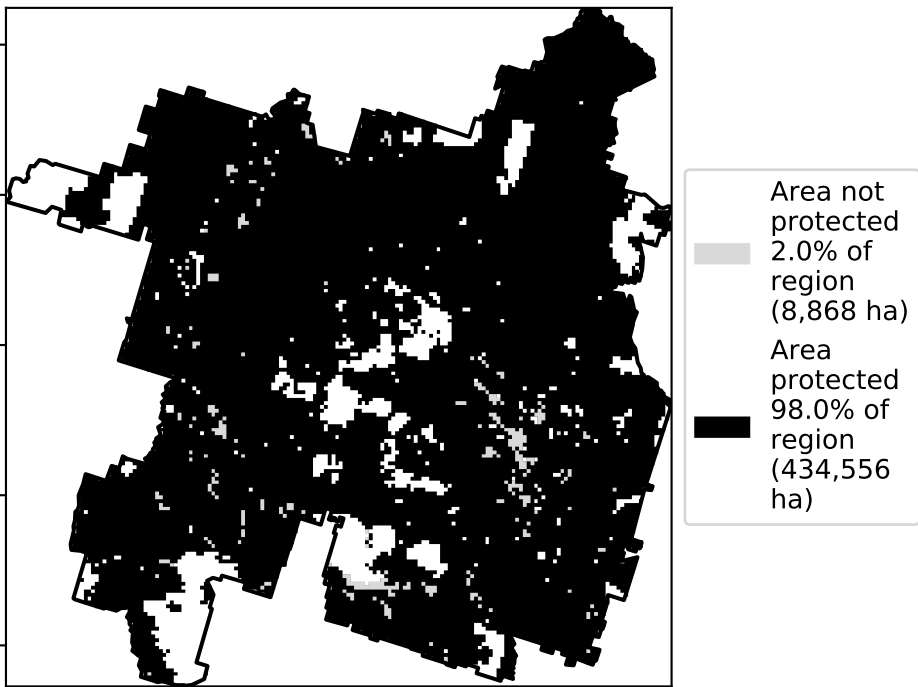 Area not
protected
2.0% of
region
(8,868 ha)
Area
protected
98.0% of
region
(434,556
ha)